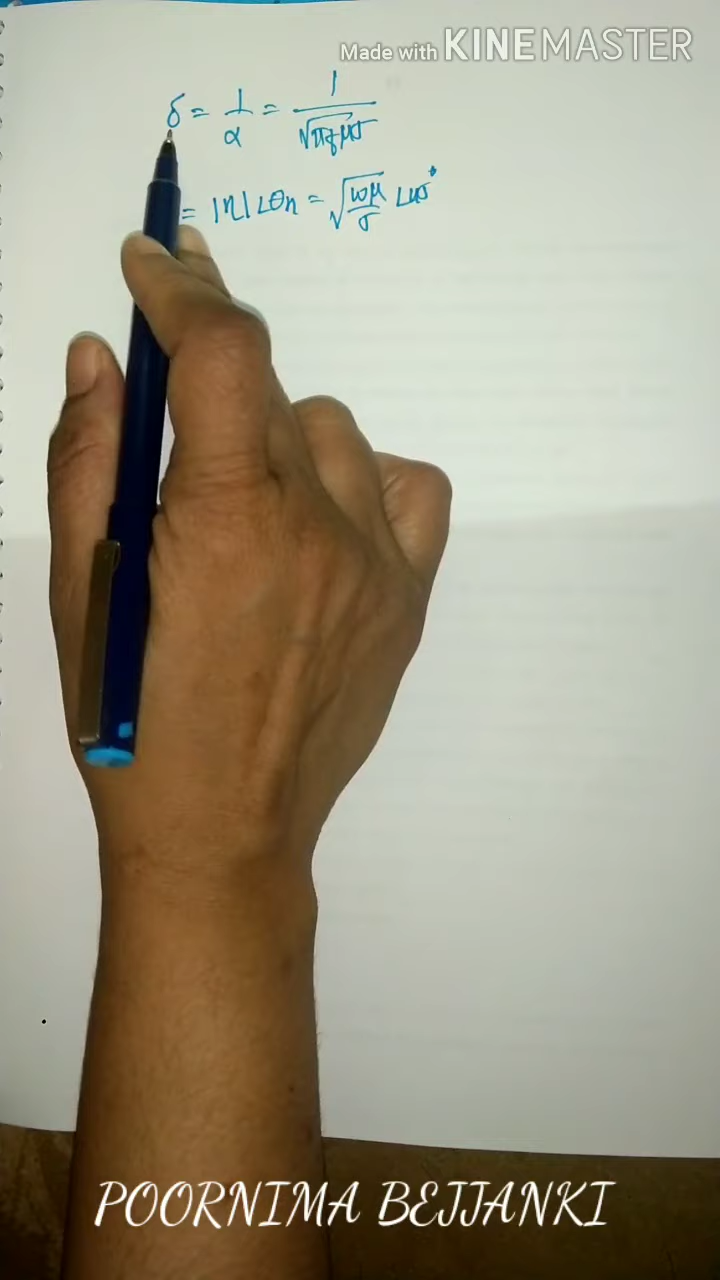 Made with KINEMASTER
δ = 1/α = 1/√(πfμσ)
= |η|∠θη = √(ωμ/σ) ∠45°
POORNIMA BEJJANKI